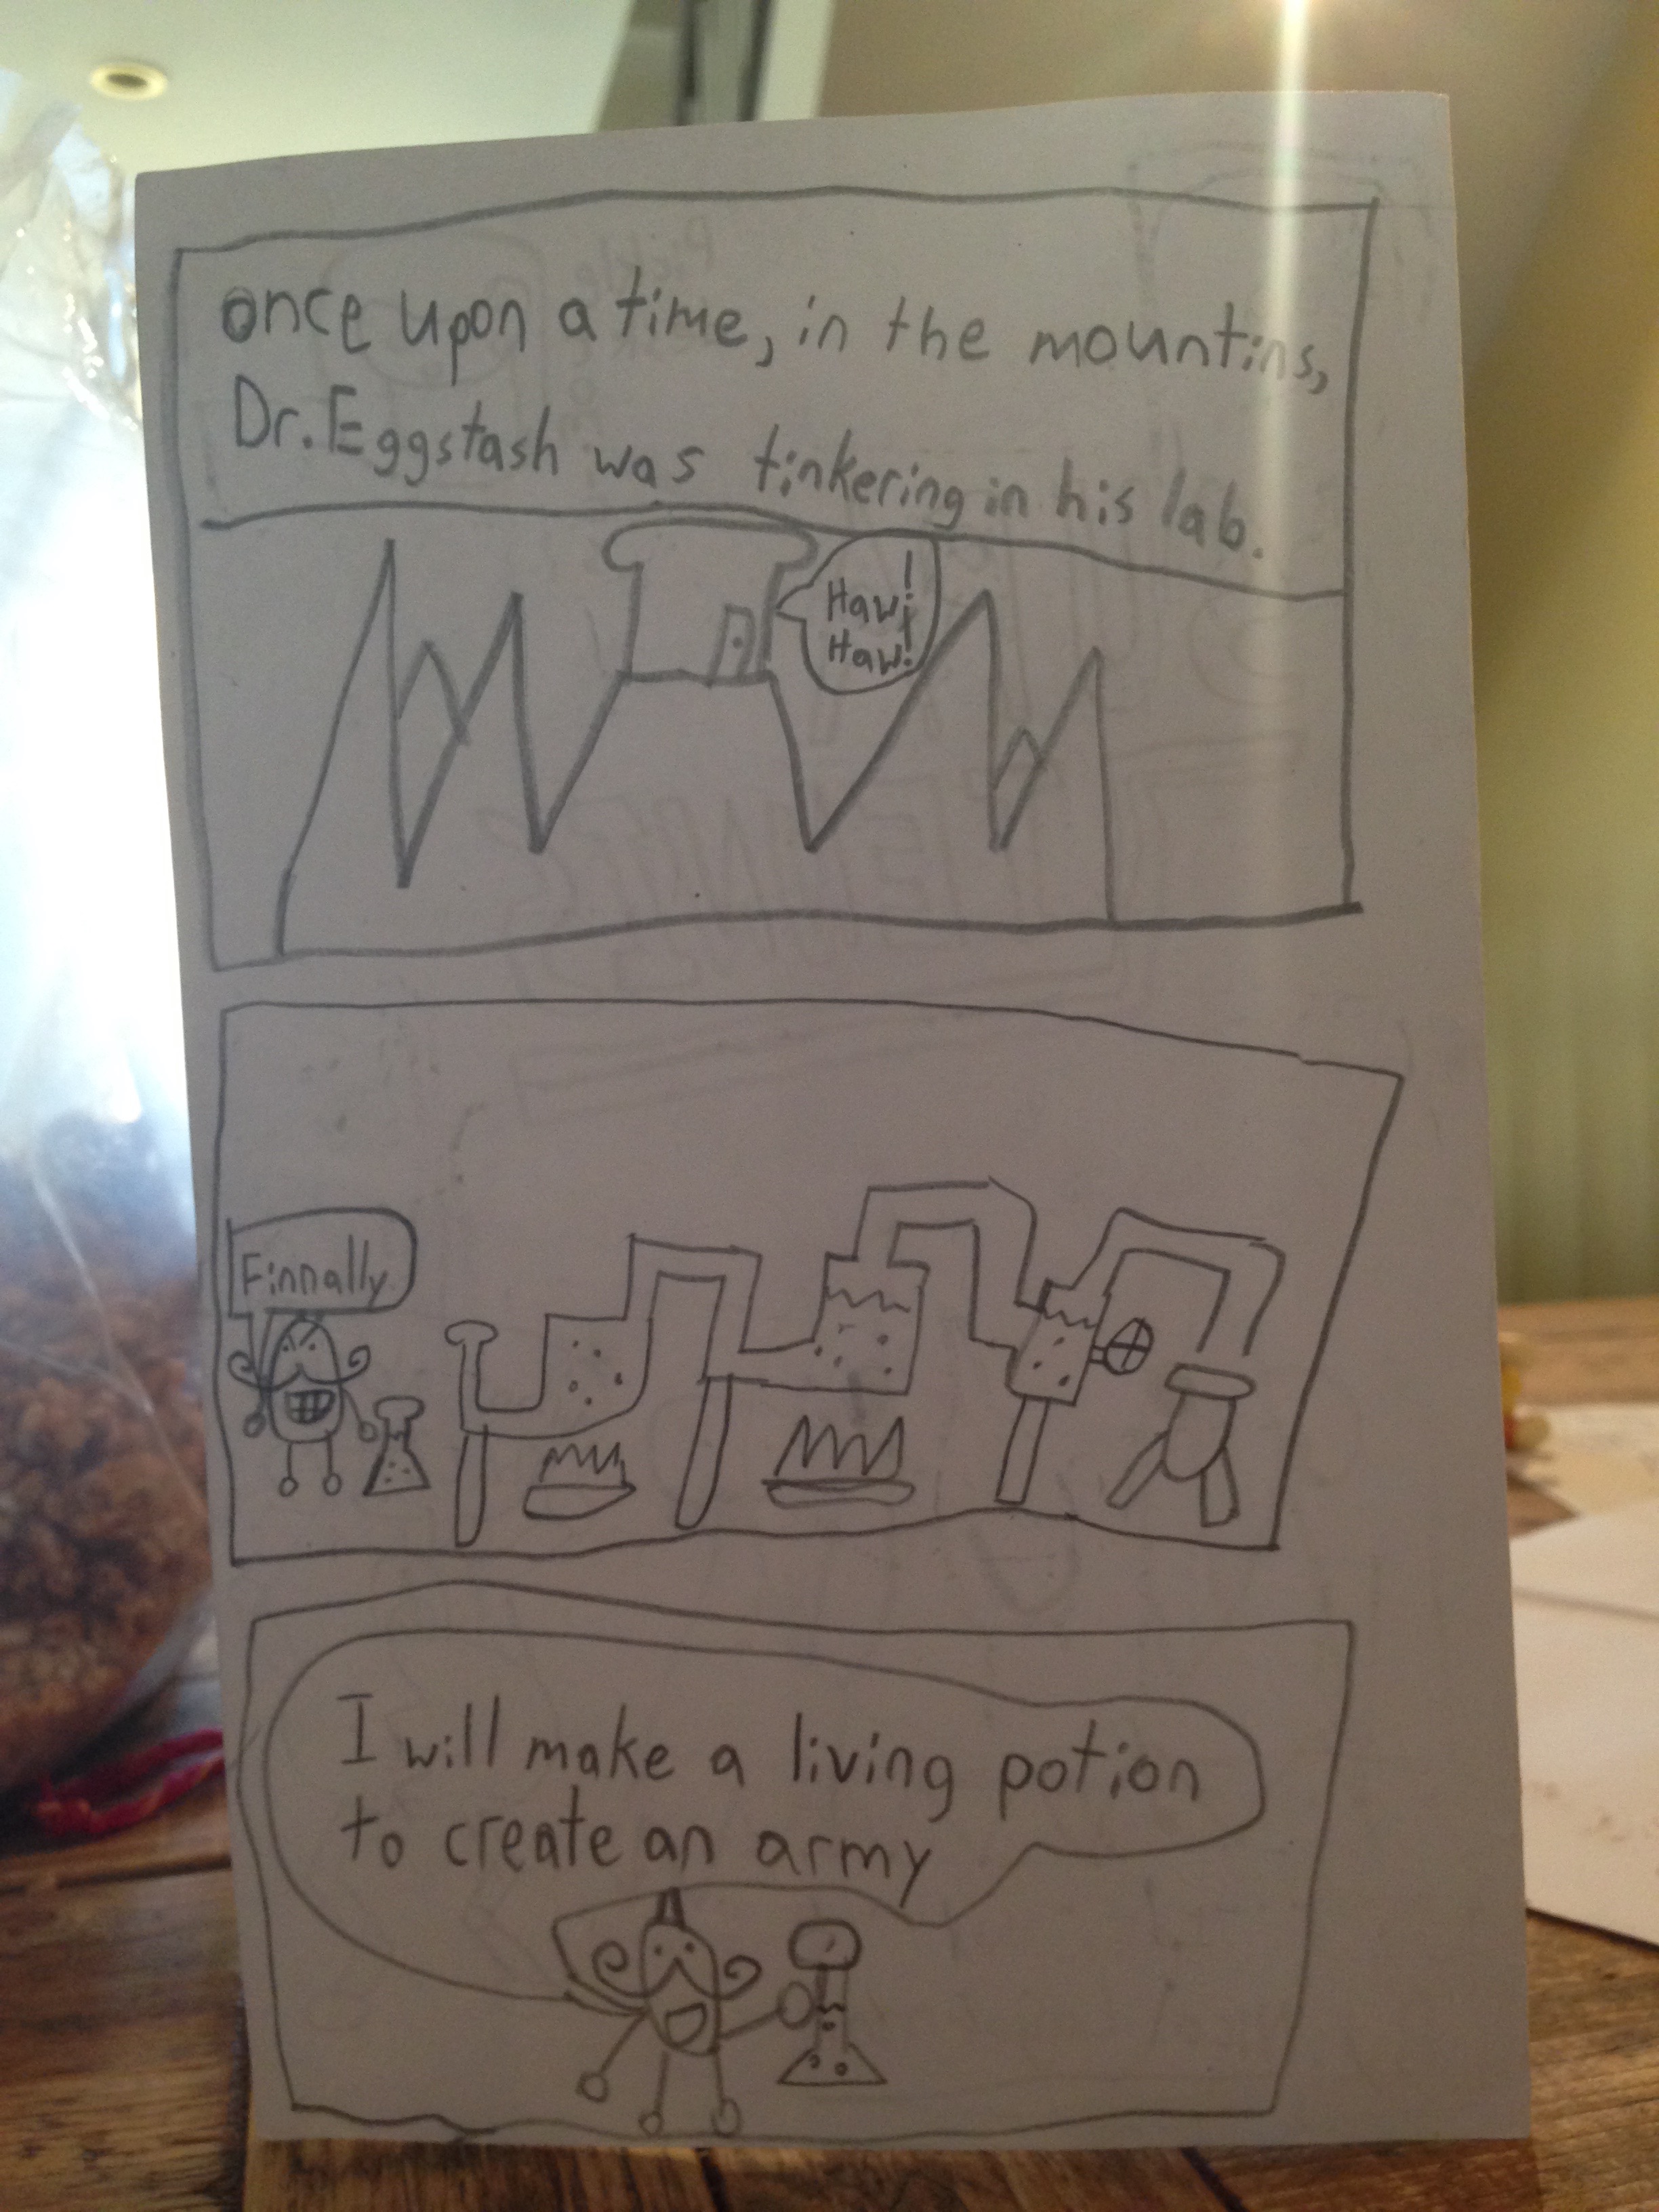 once upon a time, in the mountins,
Dr. Eggstash was tinkering in his lab.
Haw!
Haw!
Finnally
I will make a living potion
to create an army